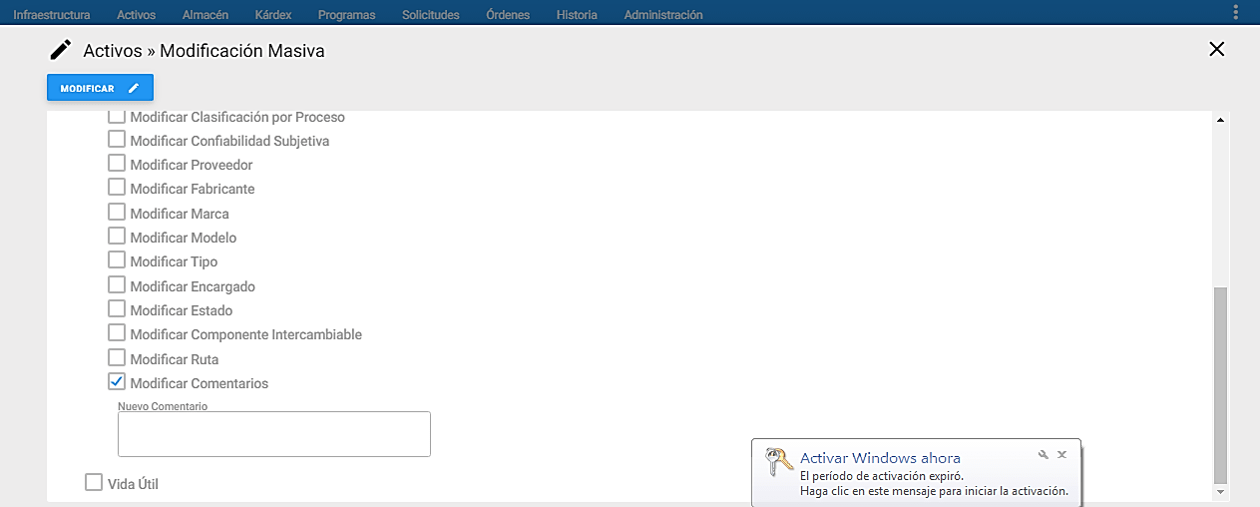 Infraestructura Activos Almacén Kárdex Programas Solicitudes Órdenes Historia Administración
Activos » Modificación Masiva
MODIFICAR
Modificar Clasificación por Proceso
Modificar Confiabilidad Subjetiva
Modificar Proveedor
Modificar Fabricante
Modificar Marca
Modificar Modelo
Modificar Tipo
Modificar Encargado
Modificar Estado
Modificar Componente Intercambiable
Modificar Ruta
Modificar Comentarios
Nuevo Comentario
Vida Útil
Activar Windows ahora
El período de activación expiró.
Haga clic en este mensaje para iniciar la activación.